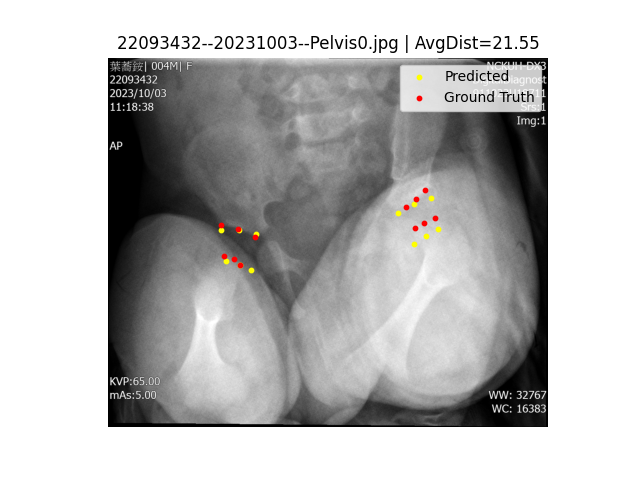 22093432--20231003--Pelvis0.jpg | AvgDist=21.55
| 004M| F
22093432
2023/10/03
11:18:38
AP
Predicted
Ground Truth
Srs:1
Img:1
KVP:65.00
mAs:5.00
WW: 32767
WC: 16383